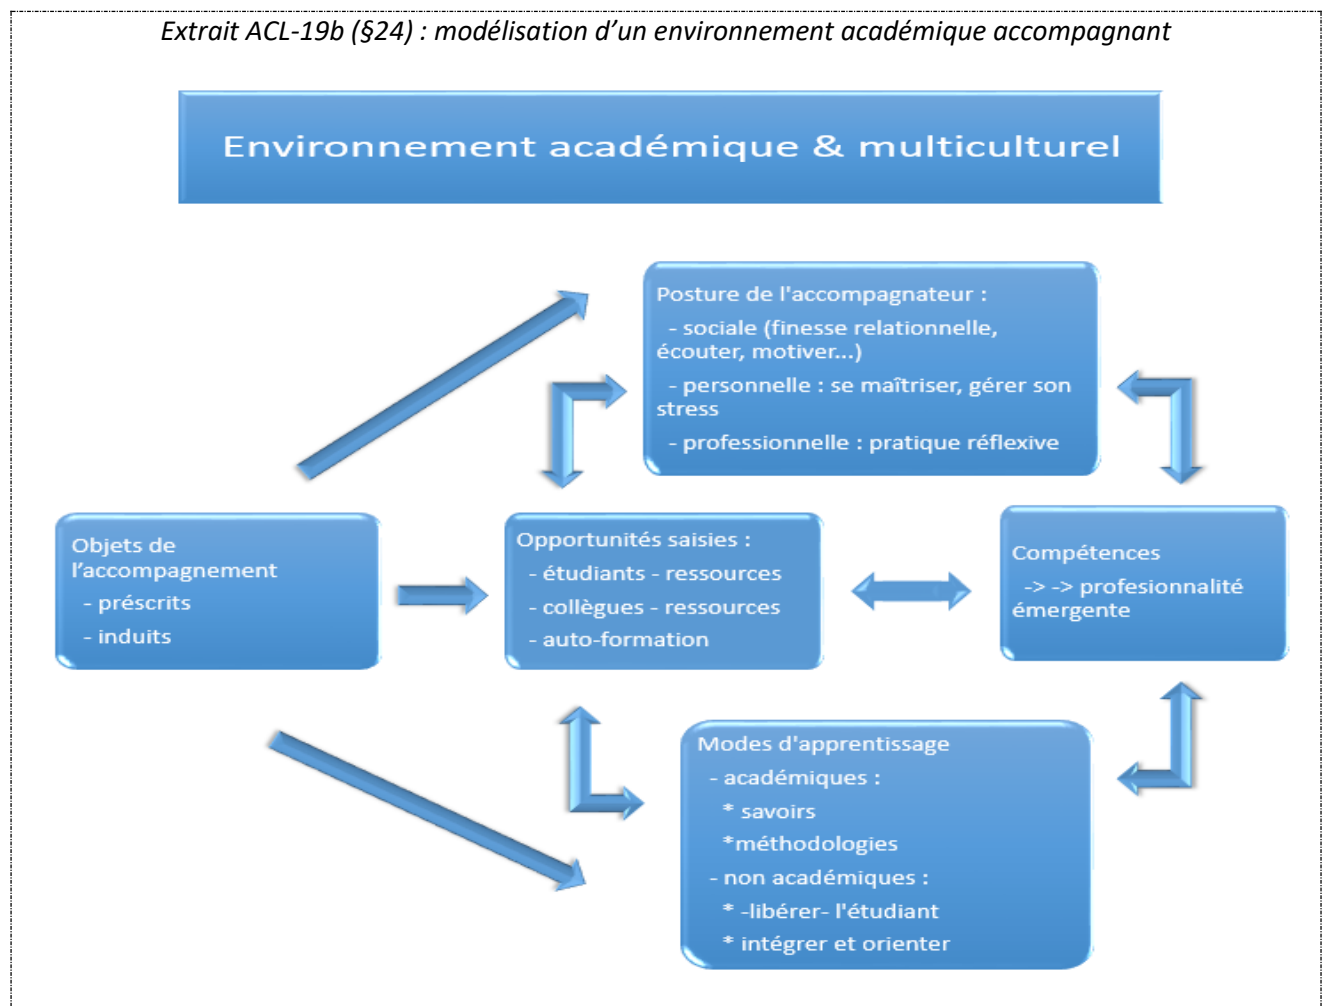 Extrait ACL-19b (§24) : modélisation d’un environnement académique accompagnant
Environnement académique & multiculturel
Posture de l'accompagnateur :
- sociale (finesse relationnelle,
écouter, motiver...)
- personnelle : se maîtriser, gérer son
stress
- professionnelle : pratique réflexive
Objets de
l’accompagnement
- préscrits
- induits
Opportunités saisies :
- étudiants - ressources
- collègues - ressources
- auto-formation
Compétences
-> -> profesionnalité
émergente
Modes d'apprentissage
- académiques :
* savoirs
*méthodologies
- non académiques :
* -libérer- l'étudiant
* intégrer et orienter